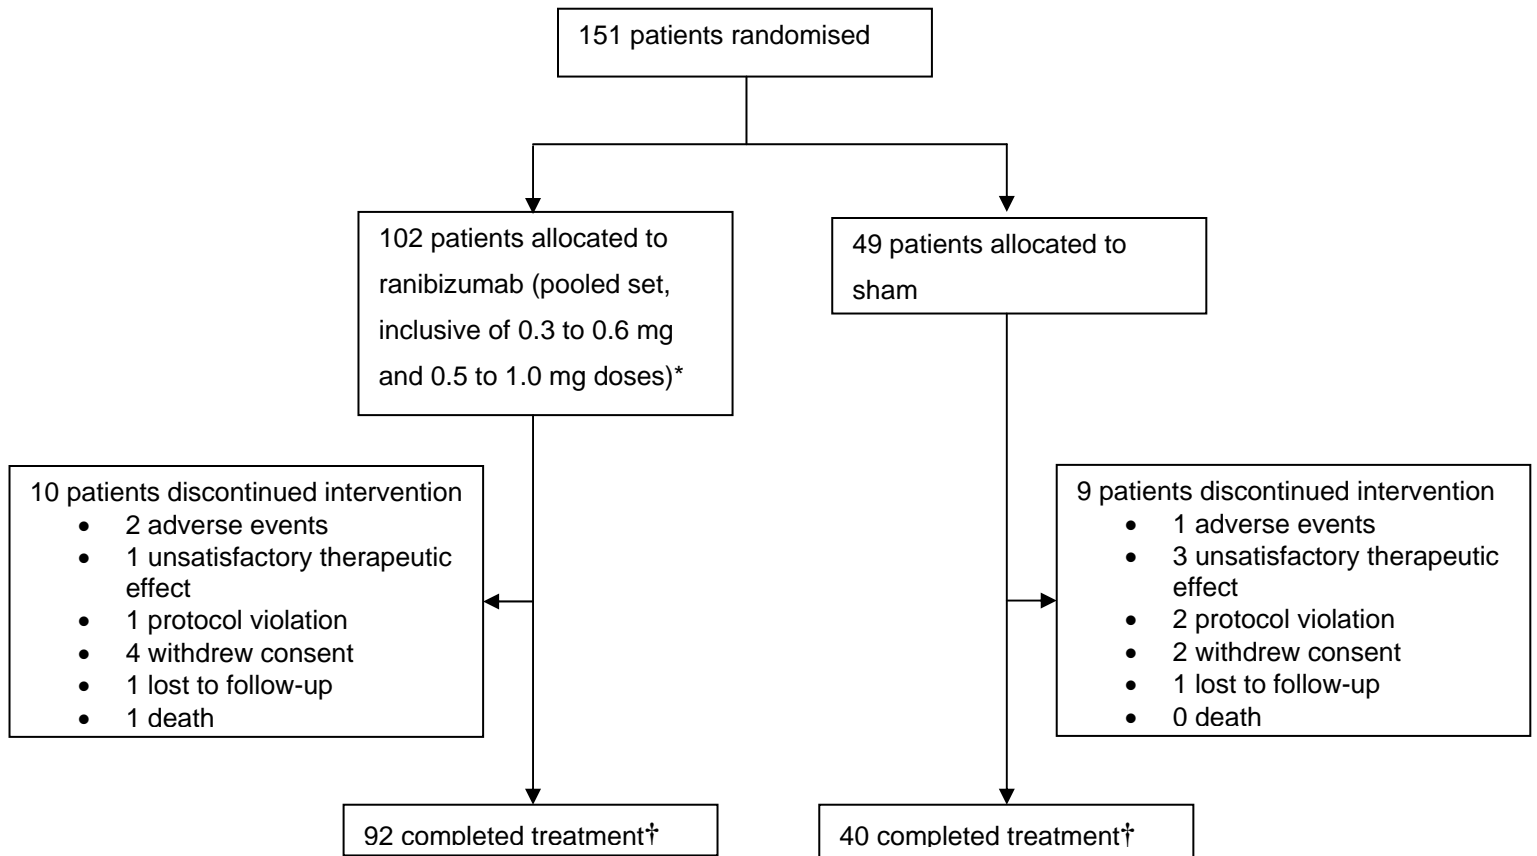 151 patients randomised
102 patients allocated to
ranibizumab (pooled set,
inclusive of 0.3 to 0.6 mg
and 0.5 to 1.0 mg doses)*
49 patients allocated to
sham
10 patients discontinued intervention
• 2 adverse events
• 1 unsatisfactory therapeutic
effect
• 1 protocol violation
• 4 withdrew consent
• 1 lost to follow-up
• 1 death
9 patients discontinued intervention
• 1 adverse events
• 3 unsatisfactory therapeutic
effect
• 2 protocol violation
• 2 withdrew consent
• 1 lost to follow-up
• 0 death
92 completed treatment†
40 completed treatment†